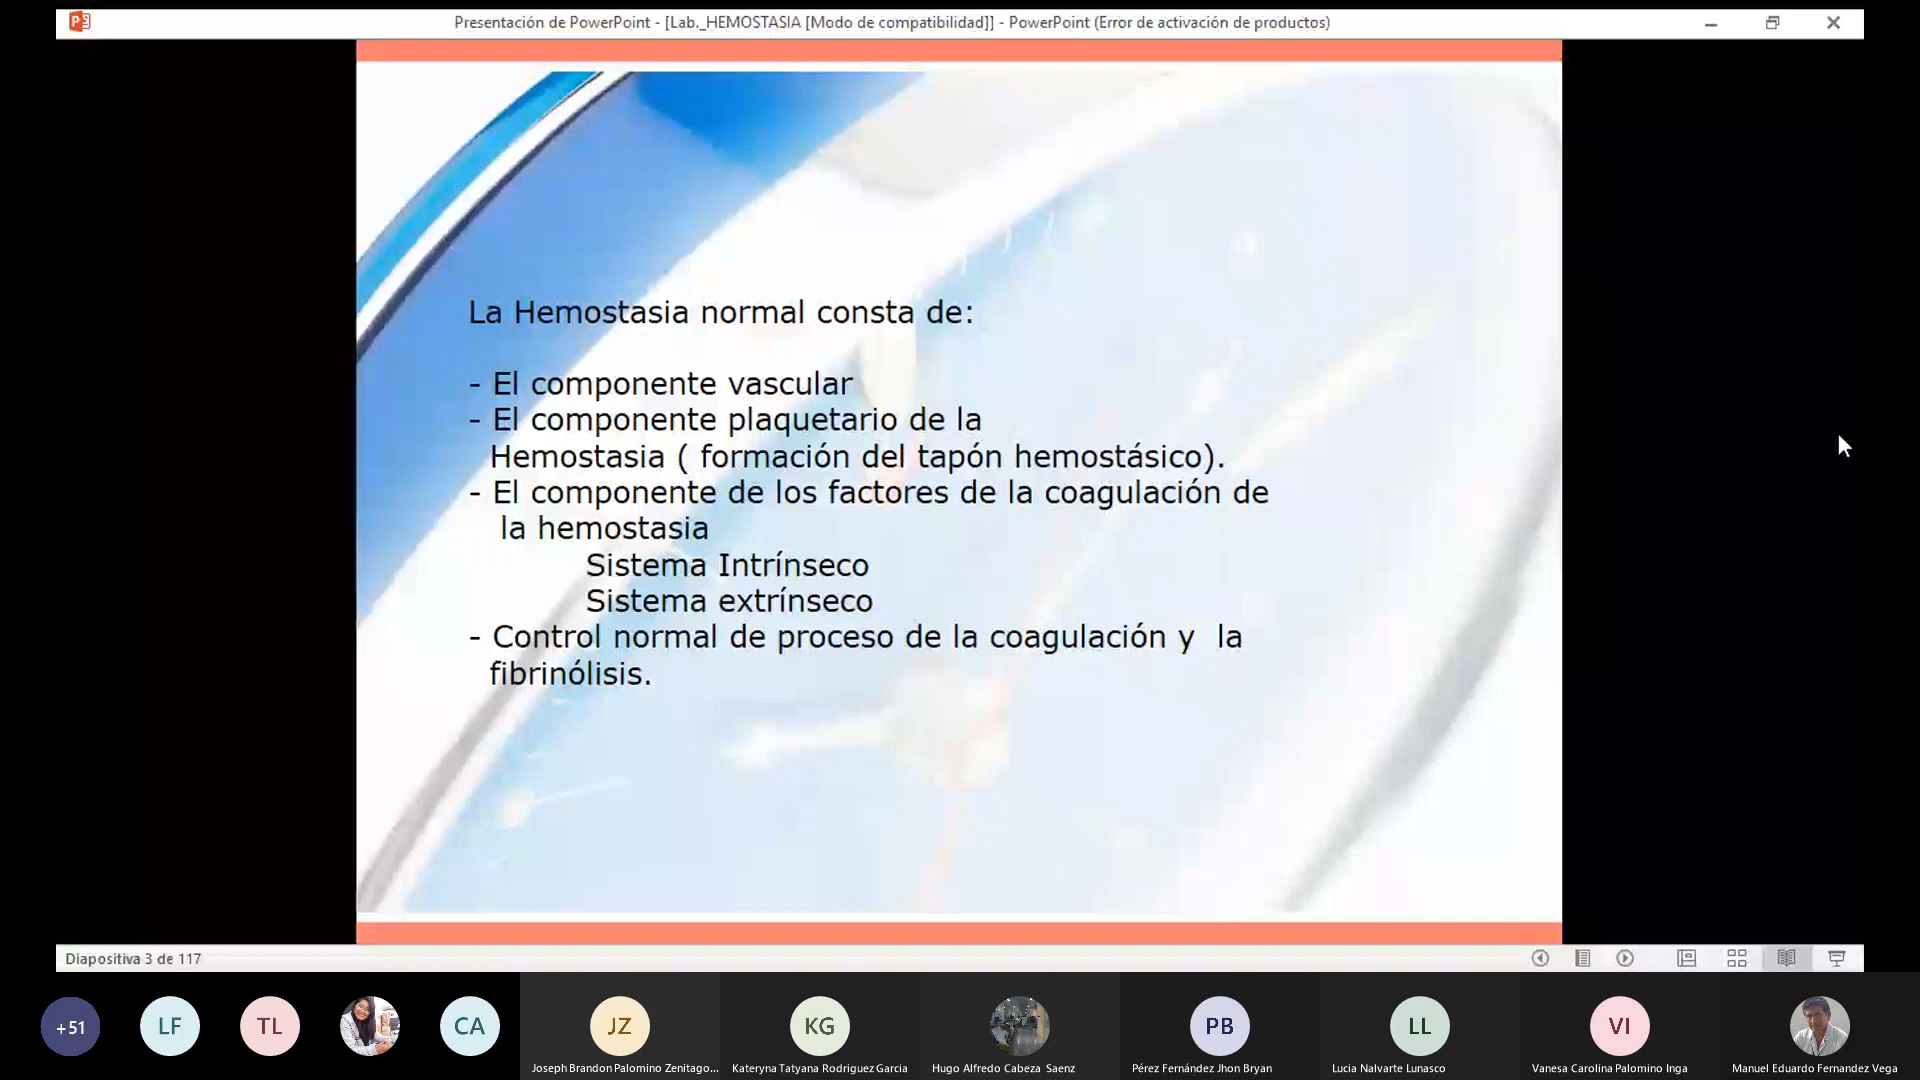 Presentación de PowerPoint - [Lab._HEMOSTASIA [Modo de compatibilidad]] - PowerPoint (Error de activación de productos)
La Hemostasia normal consta de:
- El componente vascular
- El componente plaquetario de la
Hemostasia ( formación del tapón hemostásico).
- El componente de los factores de la coagulación de
la hemostasia
Sistema Intrínseco
Sistema extrínseco
- Control normal de proceso de la coagulación y la
fibrinólisis.
Diapositiva 3 de 117
+51
LF
TL
CA
JZ
KG
PB
LL
VI
Joseph Brandon Palomino Zenitago...
Kateryna Tatyana Rodriguez Garcia
Hugo Alfredo Cabeza Saenz
Pérez Fernández Jhon Bryan
Lucia Nalvarte Lunasco
Vanesa Carolina Palomino Inga
Manuel Eduardo Fernandez Vega